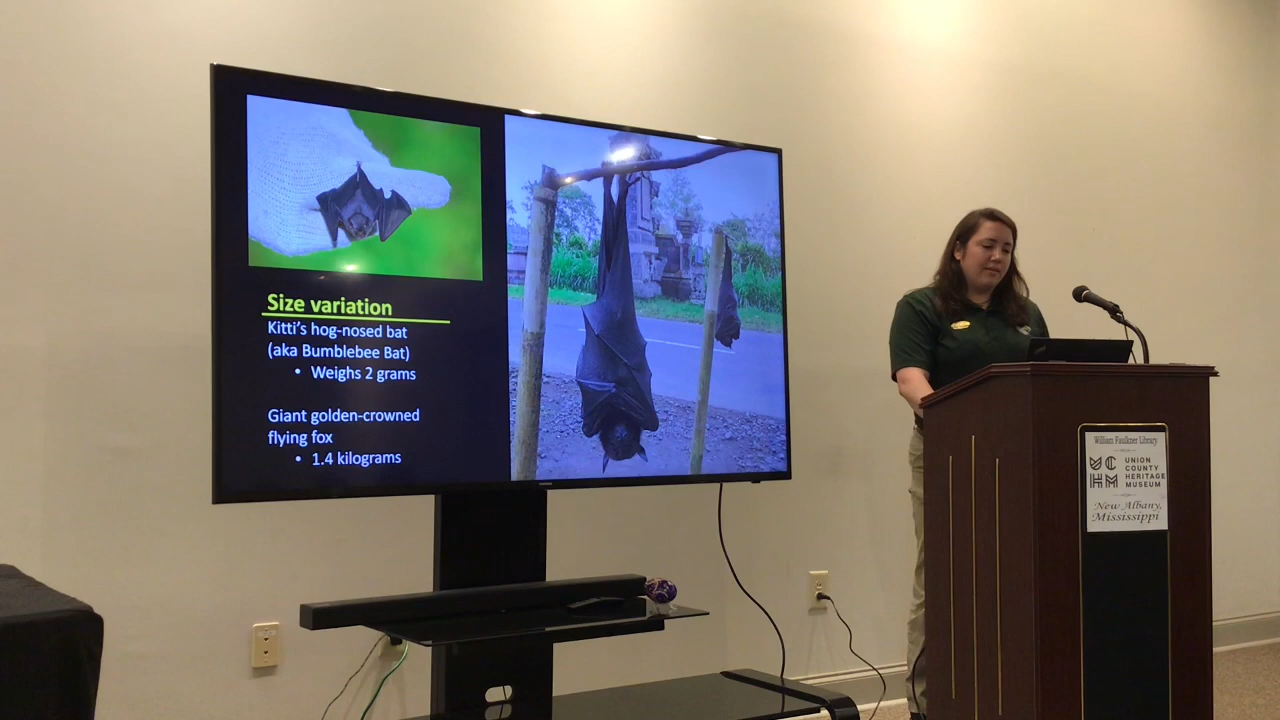 Size variation
Kitti's hog-nosed bat
(aka Bumblebee Bat)
• Weighs 2 grams
Giant golden-crowned
flying fox
• 1.4 kilograms
William Faulkner Library
UCHM
UNION
COUNTY
HERITAGE
MUSEUM
New Albany,
Mississippi